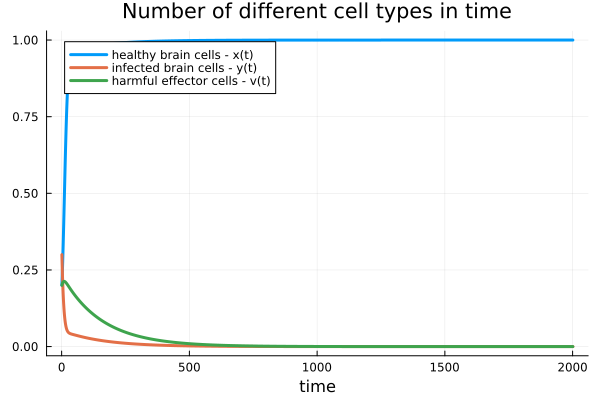 Number of different cell types in time
1.00
healthy brain cells - x(t)
infected brain cells - y(t)
harmful effector cells - v(t)
0.75
0.50
0.25
0.00
0 500 1000 1500 2000
time